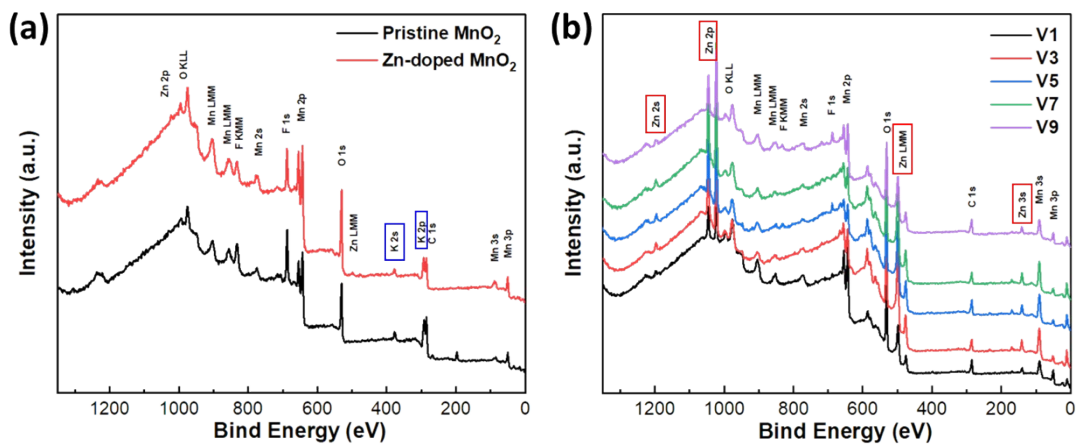 (a)
Pristine MnO₂
Zn-doped MnO₂
Zn 2p
O KLL
Mn LMM
Mn LMM
F KMM
Mn 2s
F 1s
Mn 2p
O 1s
Zn LMM
K 2s
K 2p
C 1s
Mn 3s
Mn 3p
Intensity (a.u.)
1200 1000 800 600 400 200 0
Bind Energy (eV)
(b)
V1
V3
V5
V7
V9
Zn 2s
Zn 2p
O KLL
Mn LMM
Mn LMM
F KMM
Mn 2s
F 1s
Mn 2p
O 1s
Zn LMM
C 1s
Zn 3s
Mn 3s
Mn 3p
Intensity (a.u.)
1200 1000 800 600 400 200 0
Bind Energy (eV)